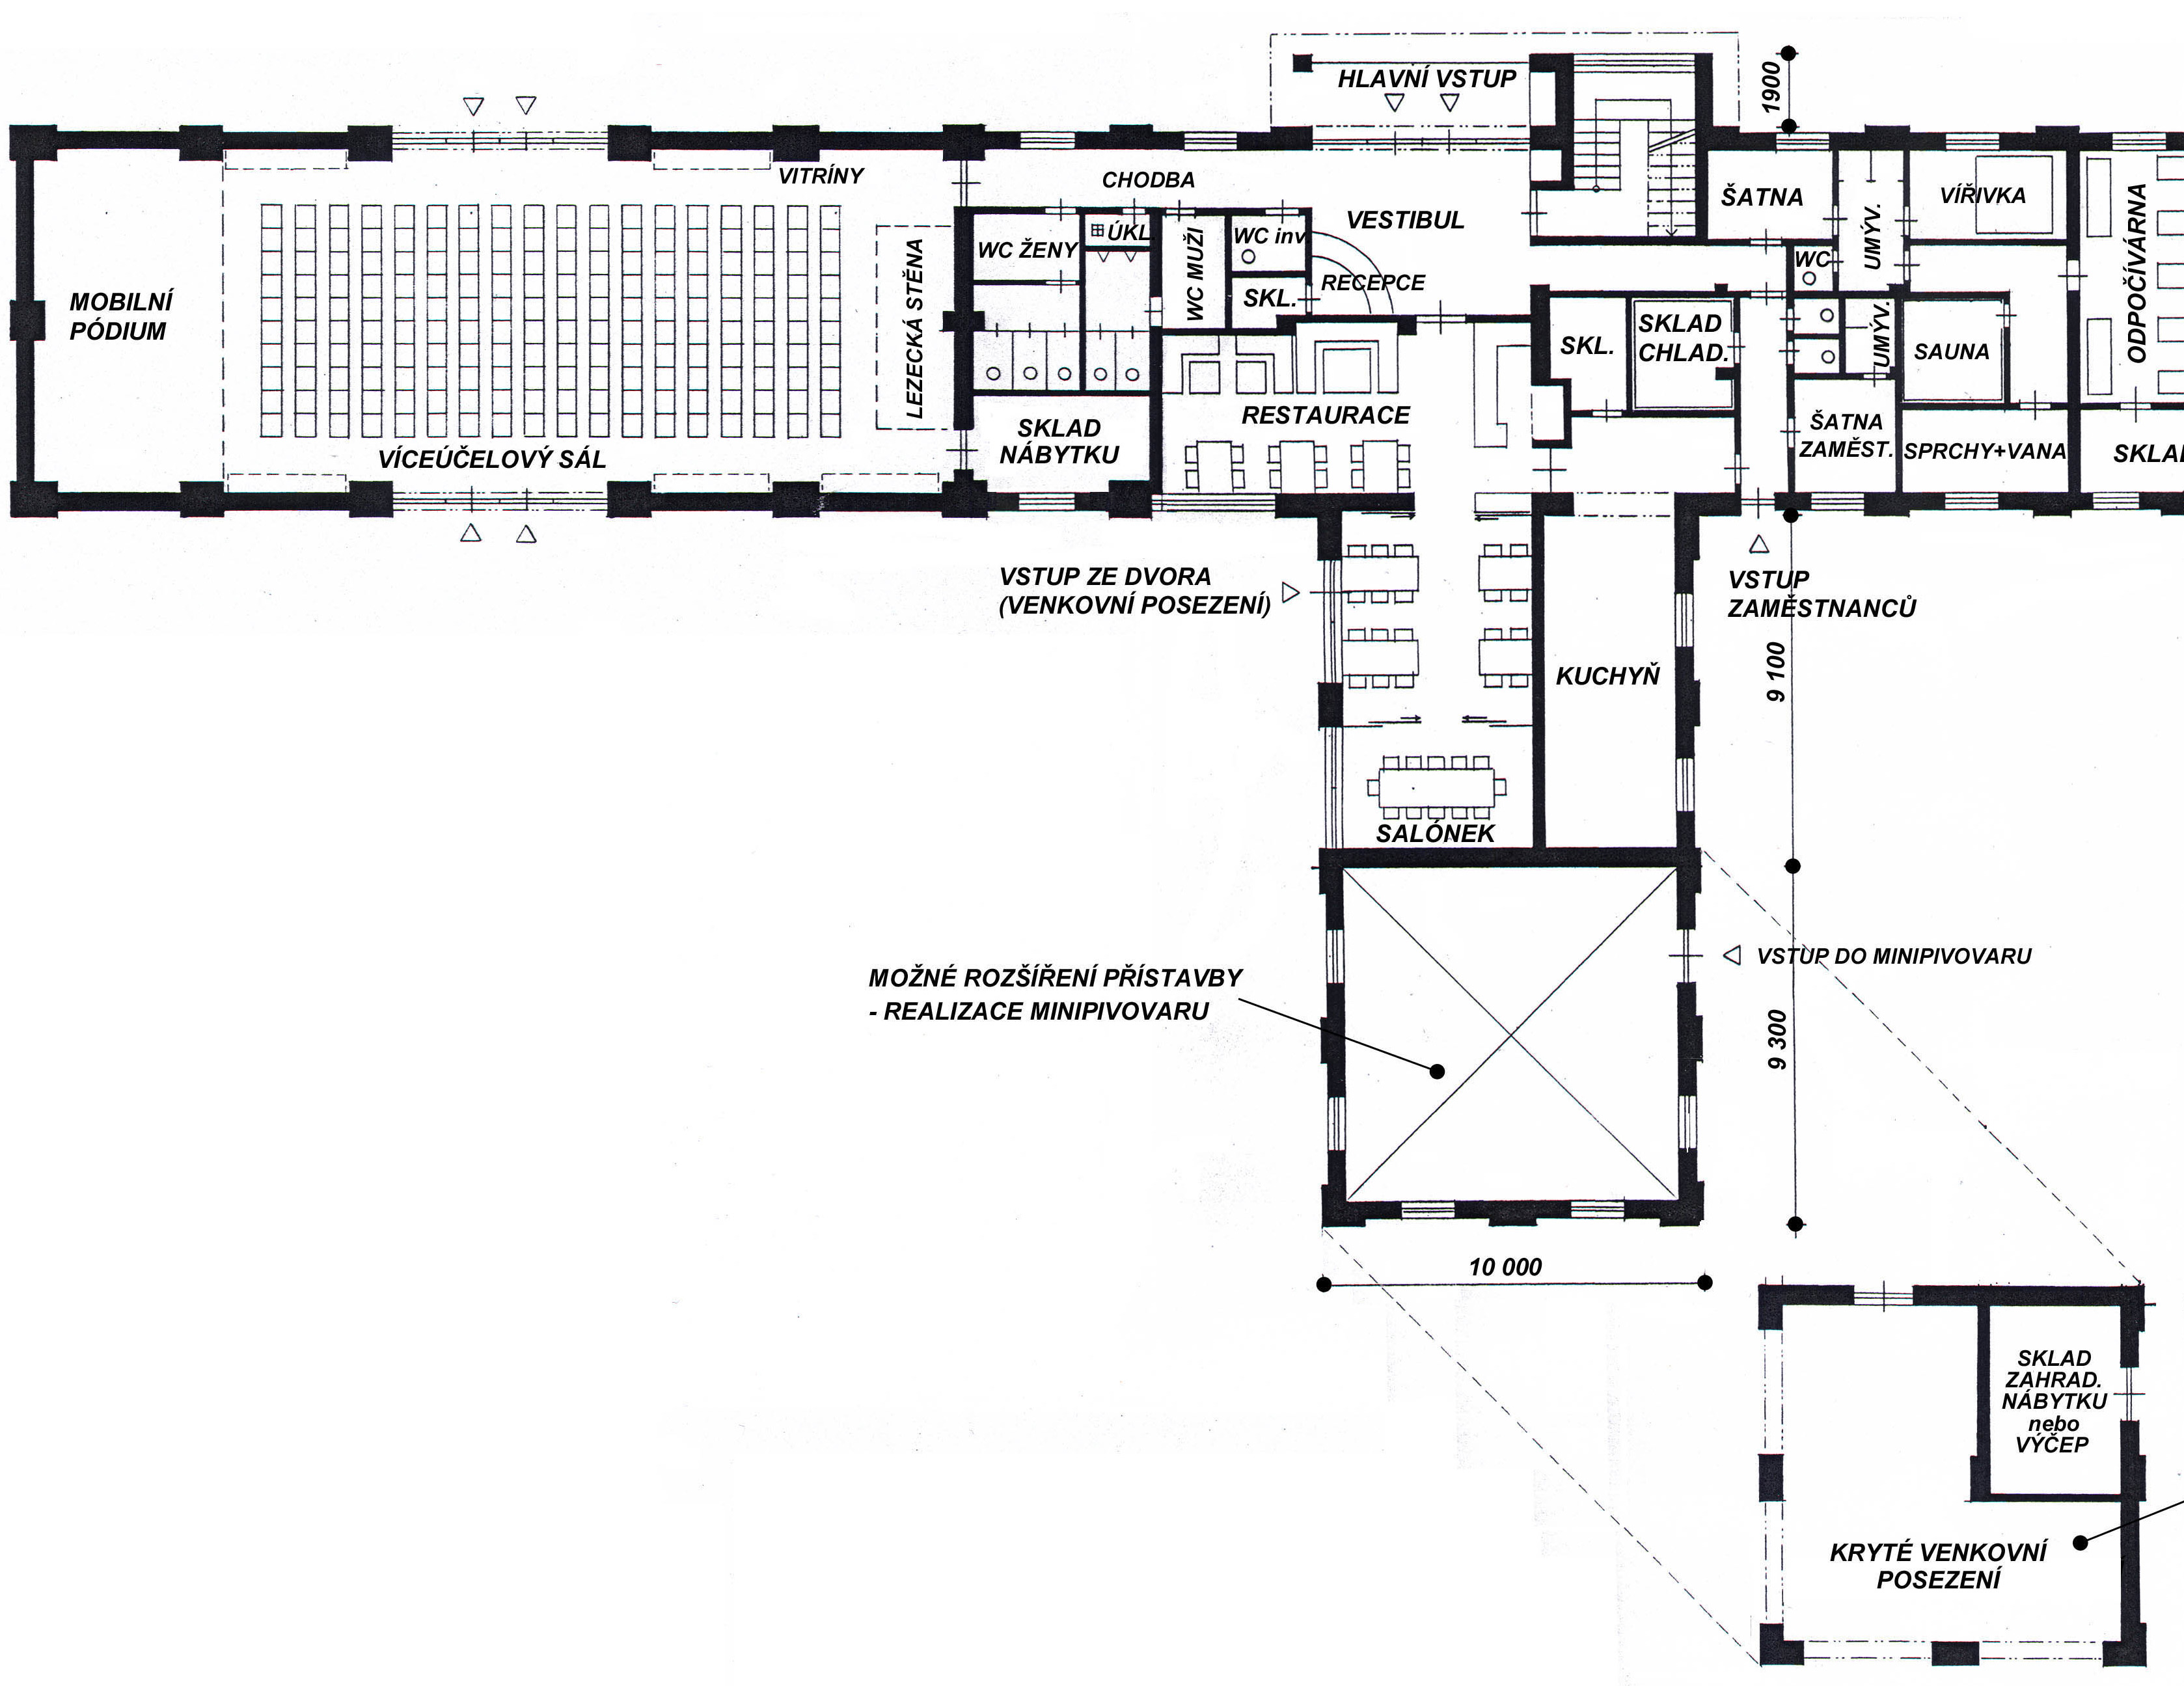 HLAVNÍ VSTUP
1900
VITRÍNY
CHODBA
VESTIBUL
ŠATNA
UMÝV.
VÍŘIVKA
ODPOČÍVÁRNA
MOBILNÍ
PÓDIUM
LEZECKÁ STĚNA
WC ŽENY
ÚKL.
WC MUŽI
WC inv.
SKL.
RECEPCE
WC
SKL.
SKLAD
CHLAD.
UMÝV.
SAUNA
VÍCEÚČELOVÝ SÁL
SKLAD
NÁBYTKU
RESTAURACE
ŠATNA
ZAMĚST.
SPRCHY+VANA
VSTUP ZE DVORA
(VENKOVNÍ POSEZENÍ)
VSTUP
ZAMĚSTNANCŮ
KUCHYŇ
9 100
SALÓNEK
MOŽNÉ ROZŠÍŘENÍ PŘÍSTAVBY
- REALIZACE MINIPIVOVARU
VSTUP DO MINIPIVOVARU
9 300
10 000
SKLAD
ZAHRAD.
NÁBYTKU
nebo
VÝČEP
KRYTÉ VENKOVNÍ
POSEZENÍ